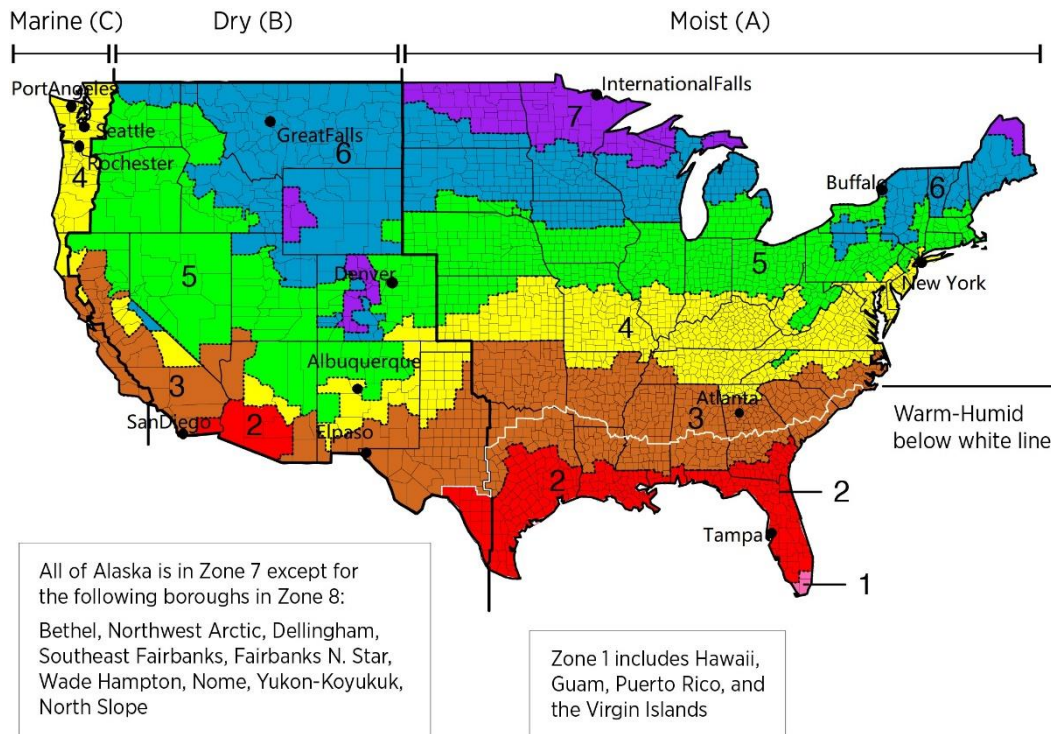 Marine (C)
Dry (B)
Moist (A)
PortAngeles
Seattle
Rochester
4
GreatFalls
6
InternationalFalls
7
Buffalo
6
5
Denver
5
New York
4
Albuquerque
3
SanDiego
2
Elpaso
3
Atlanta
Warm-Humid
below white line
2
2
Tampa
1
All of Alaska is in Zone 7 except for
the following boroughs in Zone 8:
Bethel, Northwest Arctic, Dellingham,
Southeast Fairbanks, Fairbanks N. Star,
Wade Hampton, Nome, Yukon-Koyukuk,
North Slope
Zone 1 includes Hawaii,
Guam, Puerto Rico, and
the Virgin Islands